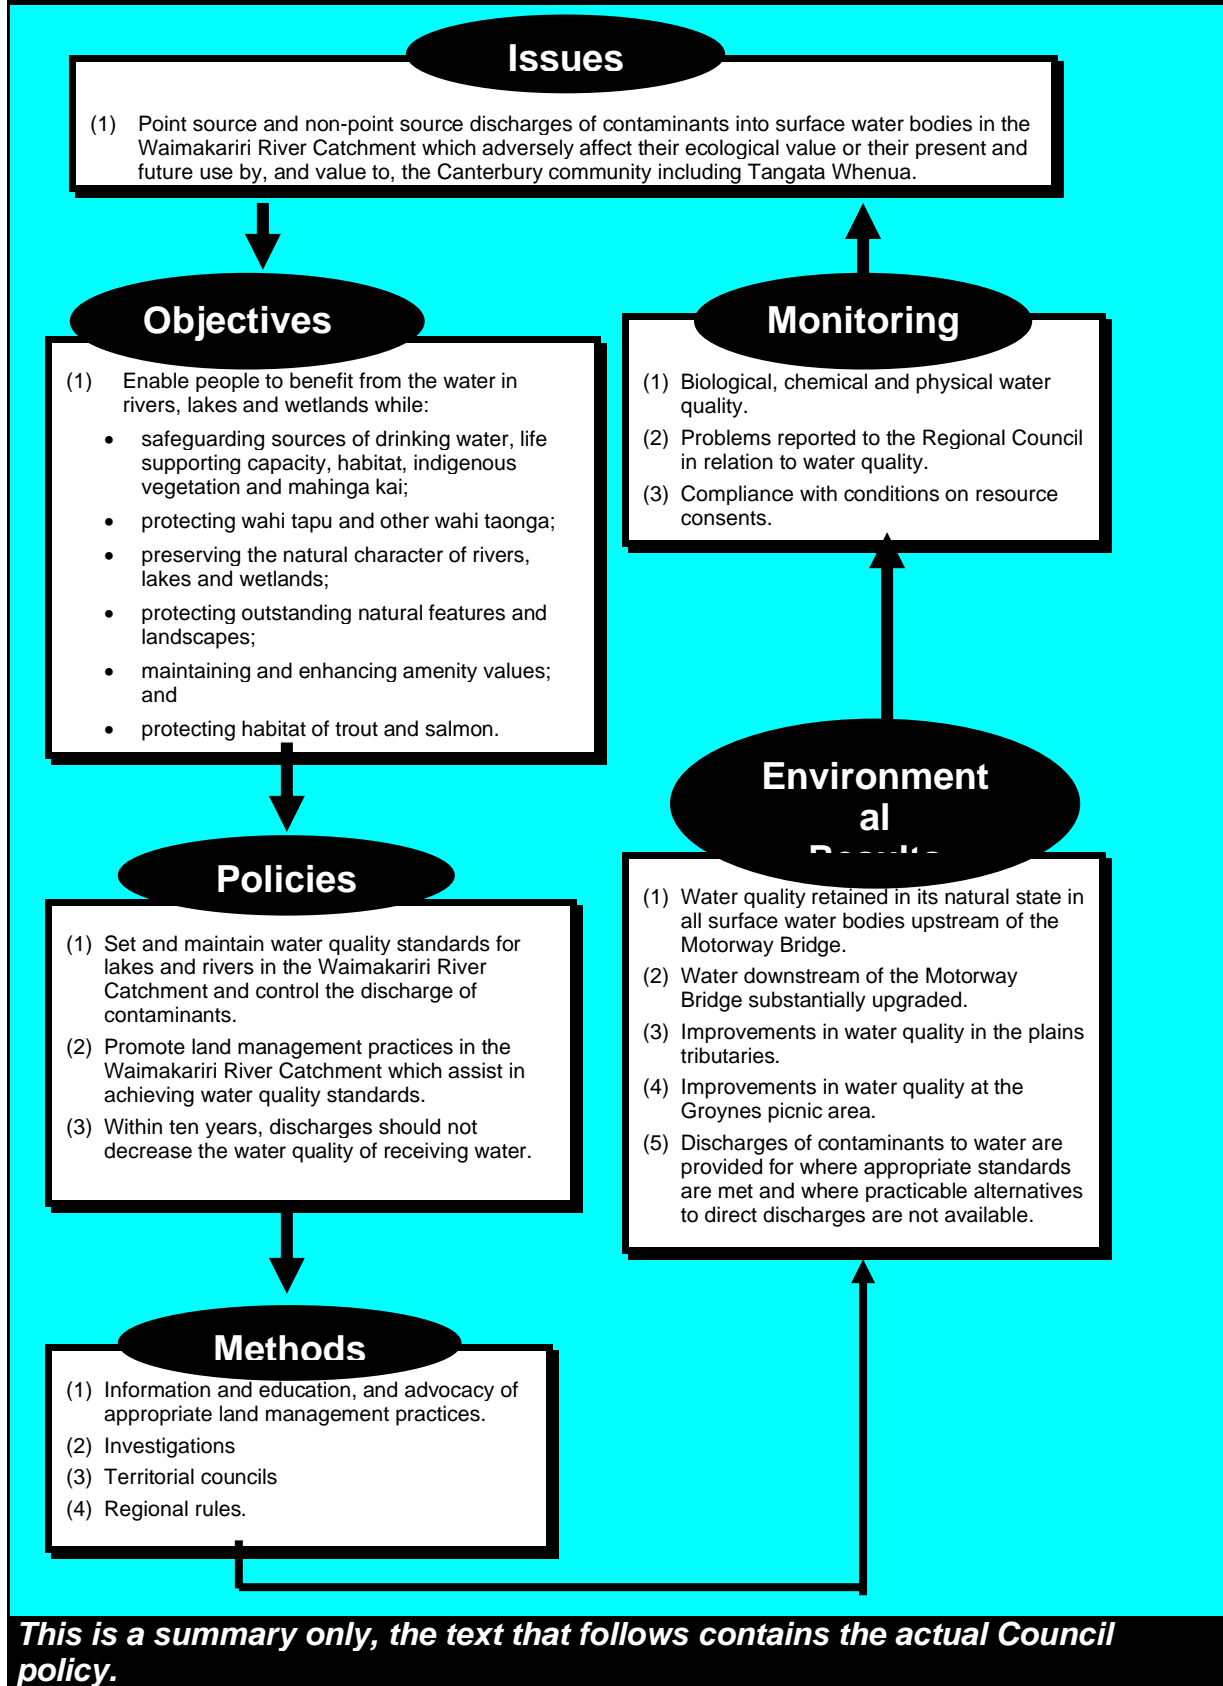 Issues
(1) Point source and non-point source discharges of contaminants into surface water bodies in the
Waimakariri River Catchment which adversely affect their ecological value or their present and
future use by, and value to, the Canterbury community including Tangata Whenua.
Objectives
(1) Enable people to benefit from the water in
rivers, lakes and wetlands while:
• safeguarding sources of drinking water, life
supporting capacity, habitat, indigenous
vegetation and mahinga kai;
• protecting wahi tapu and other wahi taonga;
• preserving the natural character of rivers,
lakes and wetlands;
• protecting outstanding natural features and
landscapes;
• maintaining and enhancing amenity values;
and
• protecting habitat of trout and salmon.
Policies
(1) Set and maintain water quality standards for
lakes and rivers in the Waimakariri River
Catchment and control the discharge of
contaminants.
(2) Promote land management practices in the
Waimakariri River Catchment which assist in
achieving water quality standards.
(3) Within ten years, discharges should not
decrease the water quality of receiving water.
Methods
(1) Information and education, and advocacy of
appropriate land management practices.
(2) Investigations
(3) Territorial councils
(4) Regional rules.
Monitoring
(1) Biological, chemical and physical water
quality.
(2) Problems reported to the Regional Council
in relation to water quality.
(3) Compliance with conditions on resource
consents.
Environment
al
Results
(1) Water quality retained in its natural state in
all surface water bodies upstream of the
Motorway Bridge.
(2) Water downstream of the Motorway
Bridge substantially upgraded.
(3) Improvements in water quality in the plains
tributaries.
(4) Improvements in water quality at the
Groynes picnic area.
(5) Discharges of contaminants to water are
provided for where appropriate standards
are met and where practicable alternatives
to direct discharges are not available.
This is a summary only, the text that follows contains the actual Council
policy.